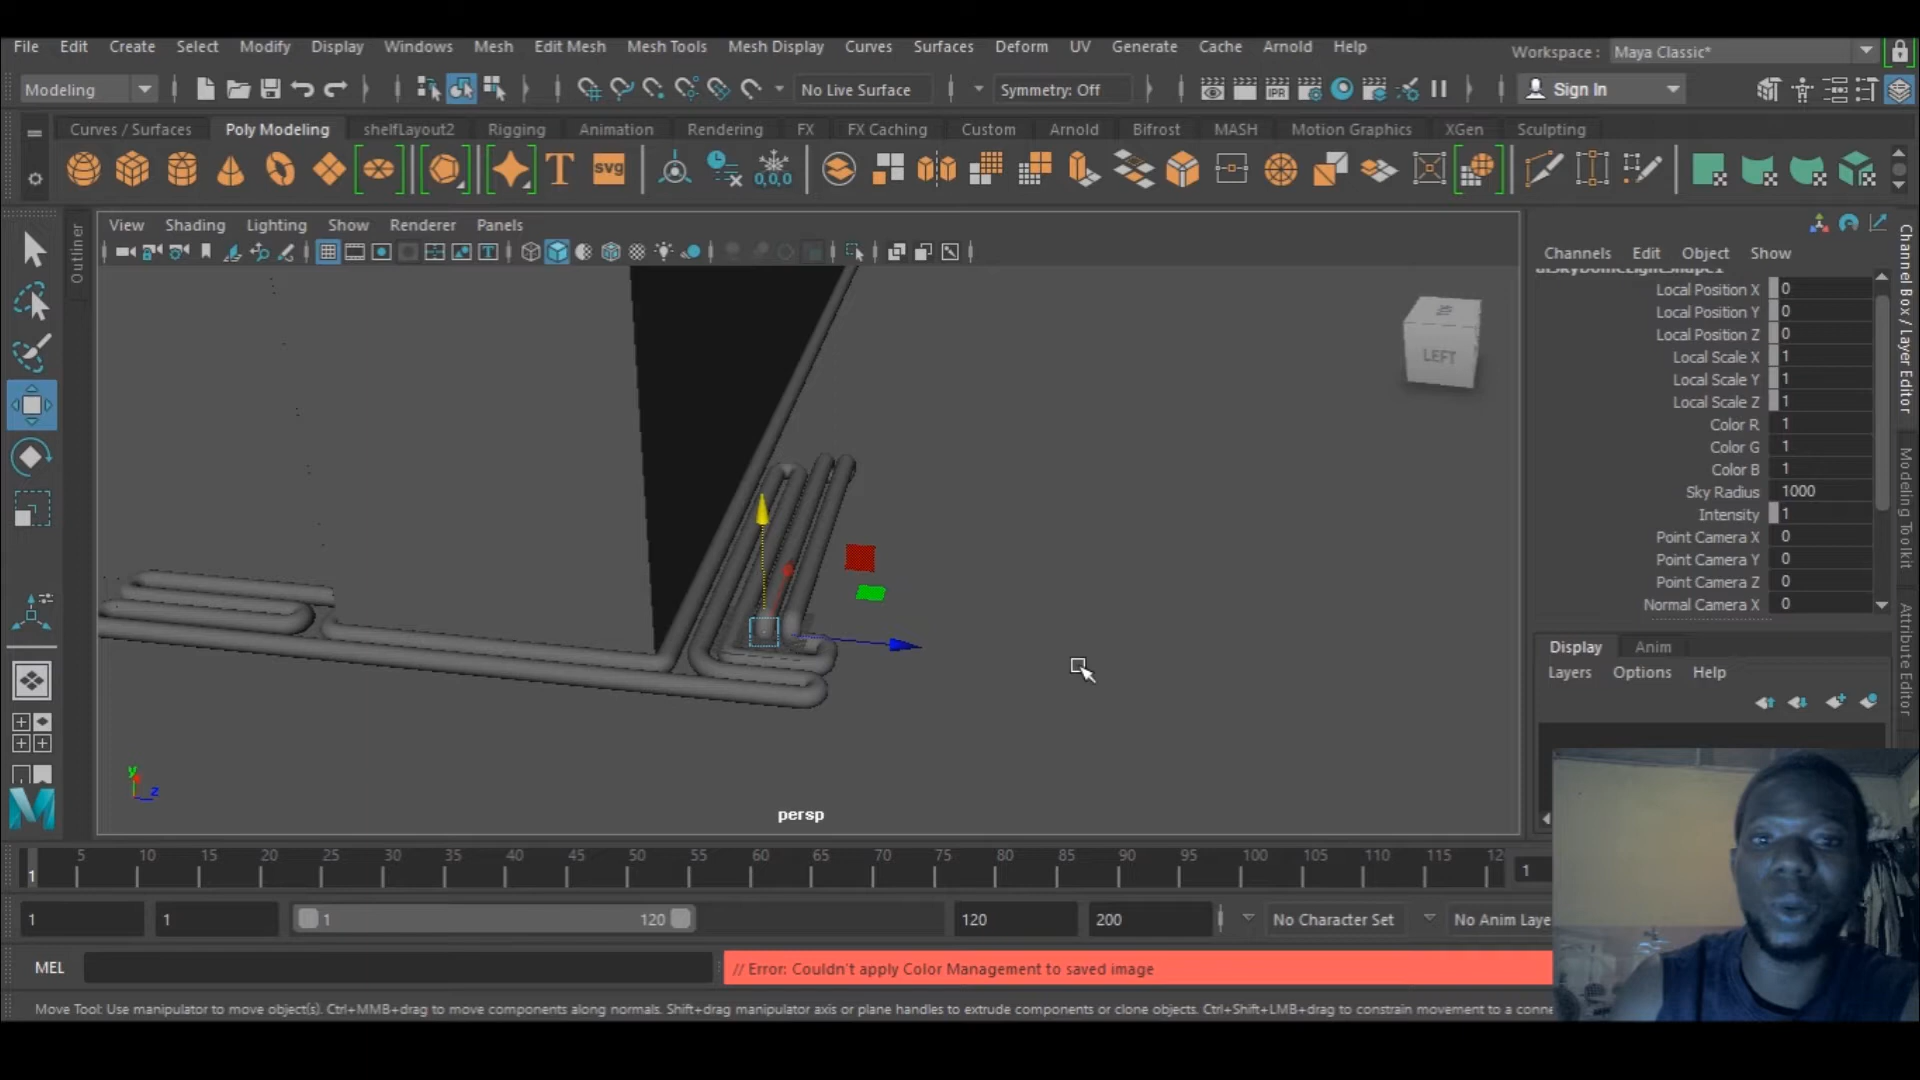 File Edit Create Select Modify Display Windows Mesh Edit Mesh Mesh Tools Mesh Display Curves Surfaces Deform UV Generate Cache Arnold Help
Workspace : Maya Classic*
Modeling
No Live Surface
Symmetry: Off
Sign In
Curves / Surfaces Poly Modeling shelfLayout2 Rigging Animation Rendering FX FX Caching Custom Arnold Bifrost MASH Motion Graphics XGen Sculpting
T
svg
0,0,0
IPR
View Shading Lighting Show Renderer Panels
Outliner
LEFT
persp
y
z
Channels Edit Object Show
aiSkyDomeLightShape1
Local Position X 0
Local Position Y 0
Local Position Z 0
Local Scale X 1
Local Scale Y 1
Local Scale Z 1
Color R 1
Color G 1
Color B 1
Sky Radius 1000
Intensity 1
Point Camera X 0
Point Camera Y 0
Point Camera Z 0
Normal Camera X 0
Channel Box / Layer Editor
Modeling Toolkit
Attribute Editor
Display Anim
Layers Options Help
M
5 10 15 20 25 30 35 40 45 50 55 60 65 70 75 80 85 90 95 100 105 110 115 12
1
1
1 1 1 120 120 200 No Character Set No Anim Laye
MEL
// Error: Couldn't apply Color Management to saved image
Move Tool: Use manipulator to move object(s). Ctrl+MMB+drag to move components along normals. Shift+drag manipulator axis or plane handles to extrude components or clone objects. Ctrl+Shift+LMB+drag to constrain movement to a conne